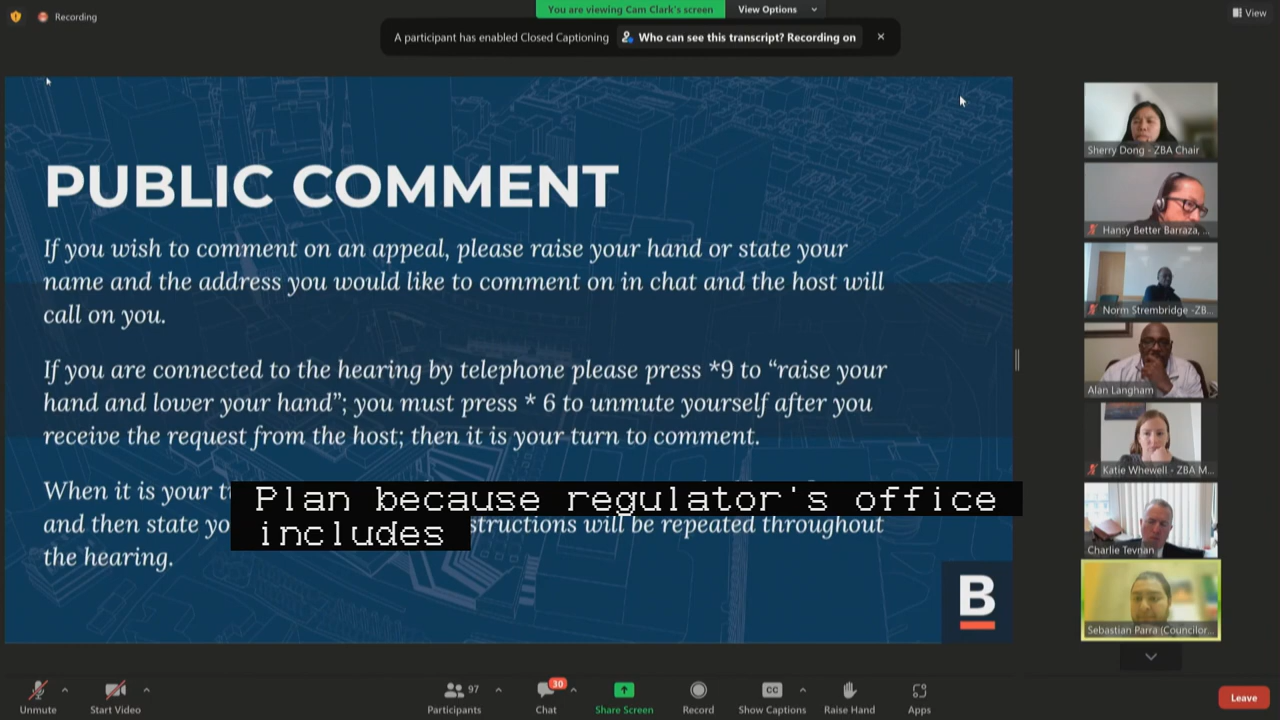 Recording
You are viewing Cam Clark's screen
View Options
View
A participant has enabled Closed Captioning
Who can see this transcript? Recording on
PUBLIC COMMENT
If you wish to comment on an appeal, please raise your hand or state your
name and the address you would like to comment on in chat and the host will
call on you.
If you are connected to the hearing by telephone please press *9 to “raise your
hand and lower your hand”; you must press * 6 to unmute yourself after you
receive the request from the host; then it is your turn to comment.
When it is your
and then state
structions will be repeated throughout
the hearing.
Plan because regulator's office
includes
B
Sherry Dong - ZBA Chair
Hansy Better Barraza, ...
Norm Strembridge -ZB...
Alan Langham
Katie Whewell - ZBA M...
Charlie Tevnan
Sebastian Parra (Councilor...
Unmute
Start Video
97
Participants
30
Chat
Share Screen
Record
CC
Show Captions
Raise Hand
Apps
Leave